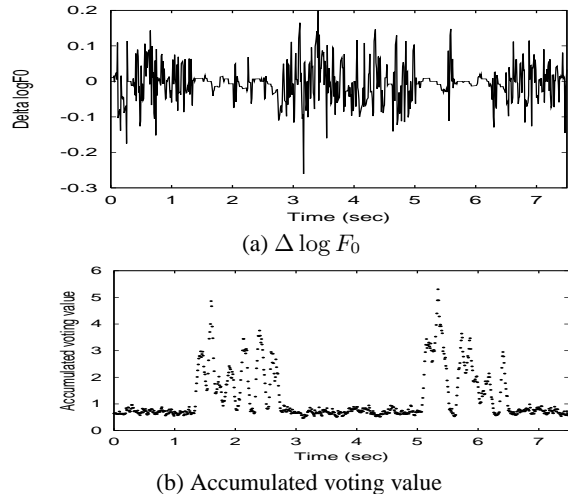 0.2
0.1
0
-0.1
-0.2
-0.3
Delta logF0
0 1 2 3 4 5 6 7
Time (sec)
(a) Δ log F₀
6
5
4
3
2
1
0
Accumulated voting value
0 1 2 3 4 5 6 7
Time (sec)
(b) Accumulated voting value